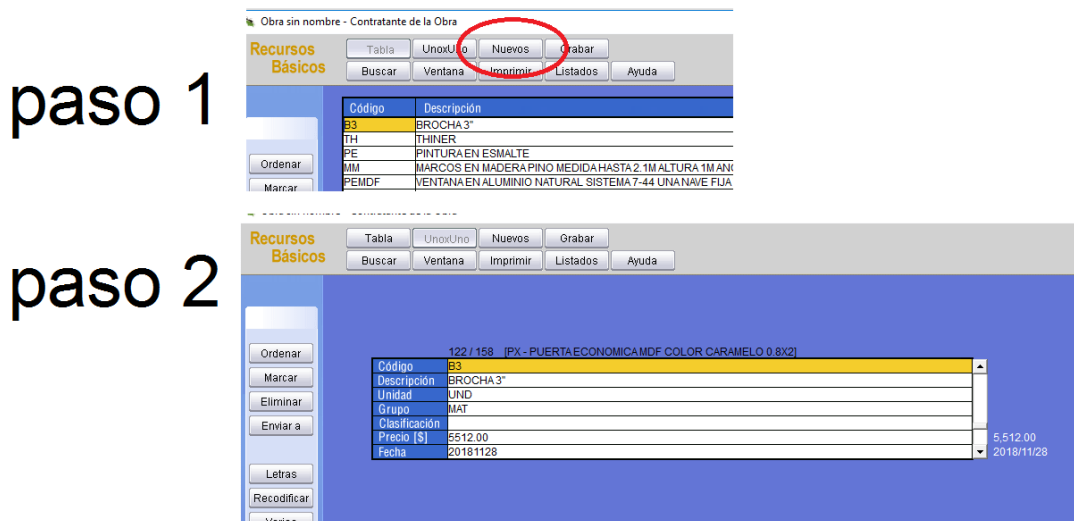 Obra sin nombre - Contratante de la Obra
Recursos Básicos
Tabla UnoxUno Nuevos Grabar
Buscar Ventana Imprimir Listados Ayuda
paso 1
Código Descripción
B3 BROCHA 3"
TH THINER
PE PINTURA EN ESMALTE
MM MARCOS EN MADERA PINO MEDIDA HASTA 2.1M ALTURA 1M ANC
PEMDF VENTANA EN ALUMINIO NATURAL SISTEMA 7-44 UNA NAVE FIJA
Ordenar
Marcar
paso 2
Recursos Básicos
Tabla UnoxUno Nuevos Grabar
Buscar Ventana Imprimir Listados Ayuda
122 / 158 [PX - PUERTA ECONOMICA MDF COLOR CARAMELO 0.8X2]
Código B3
Descripción BROCHA 3"
Unidad UND
Grupo MAT
Clasificación
Precio [$] 5512.00 5,512.00
Fecha 20181128 2018/11/28
Ordenar
Marcar
Eliminar
Enviar a
Letras
Recodificar